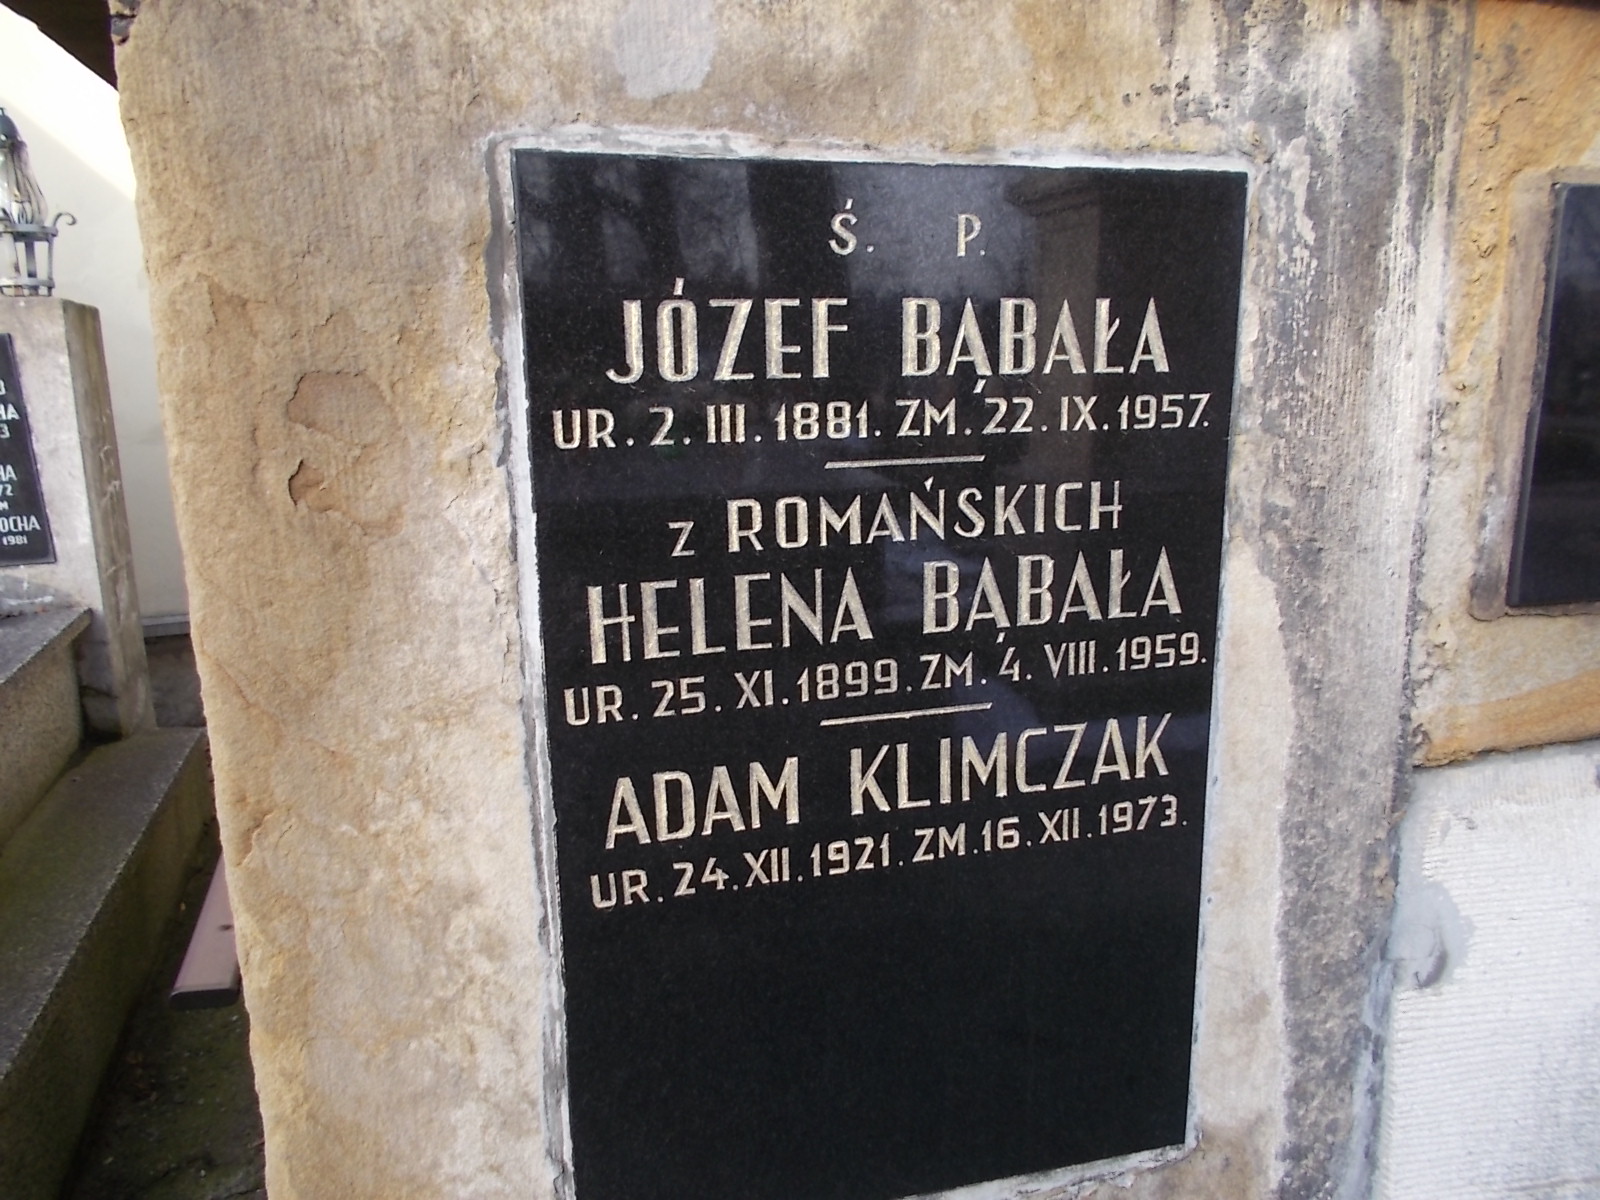 Ś. P.
JÓZEF BĄBAŁA
UR. 2. III. 1881. ZM. 22. IX. 1957.
z ROMAŃSKICH
HELENA BĄBAŁA
UR. 25. XI. 1899. ZM. 4. VIII. 1959.
ADAM KLIMCZAK
UR. 24. XII. 1921. ZM. 16. XII. 1973.
1981